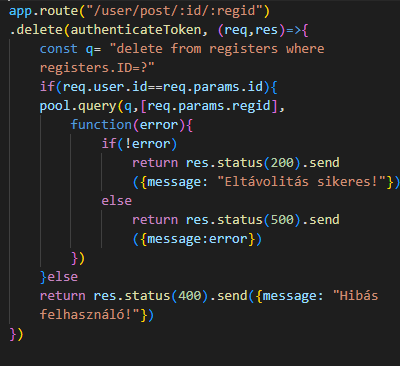 app.route("/user/post/:id/:regid")
.delete(authenticateToken, (req,res)=>{
const q= "delete from registers where
registers.ID=?"
if(req.user.id==req.params.id){
pool.query(q,[req.params.regid],
function(error){
if(!error)
return res.status(200).send
({message: "Eltávolitás sikeres!"})
else
return res.status(500).send
({message:error})
})
}else
return res.status(400).send({message: "Hibás
felhasználó!"})
})